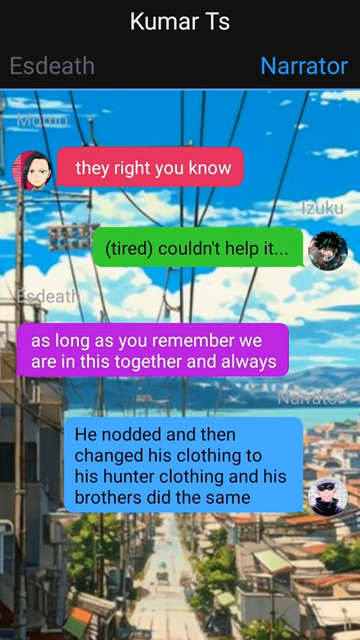 Kumar Ts
Esdeath
Narrator
Momo
they right you know
Izuku
(tired) couldn't help it...
Esdeath
as long as you remember we
are in this together and always
Narrator
He nodded and then
changed his clothing to
his hunter clothing and his
brothers did the same